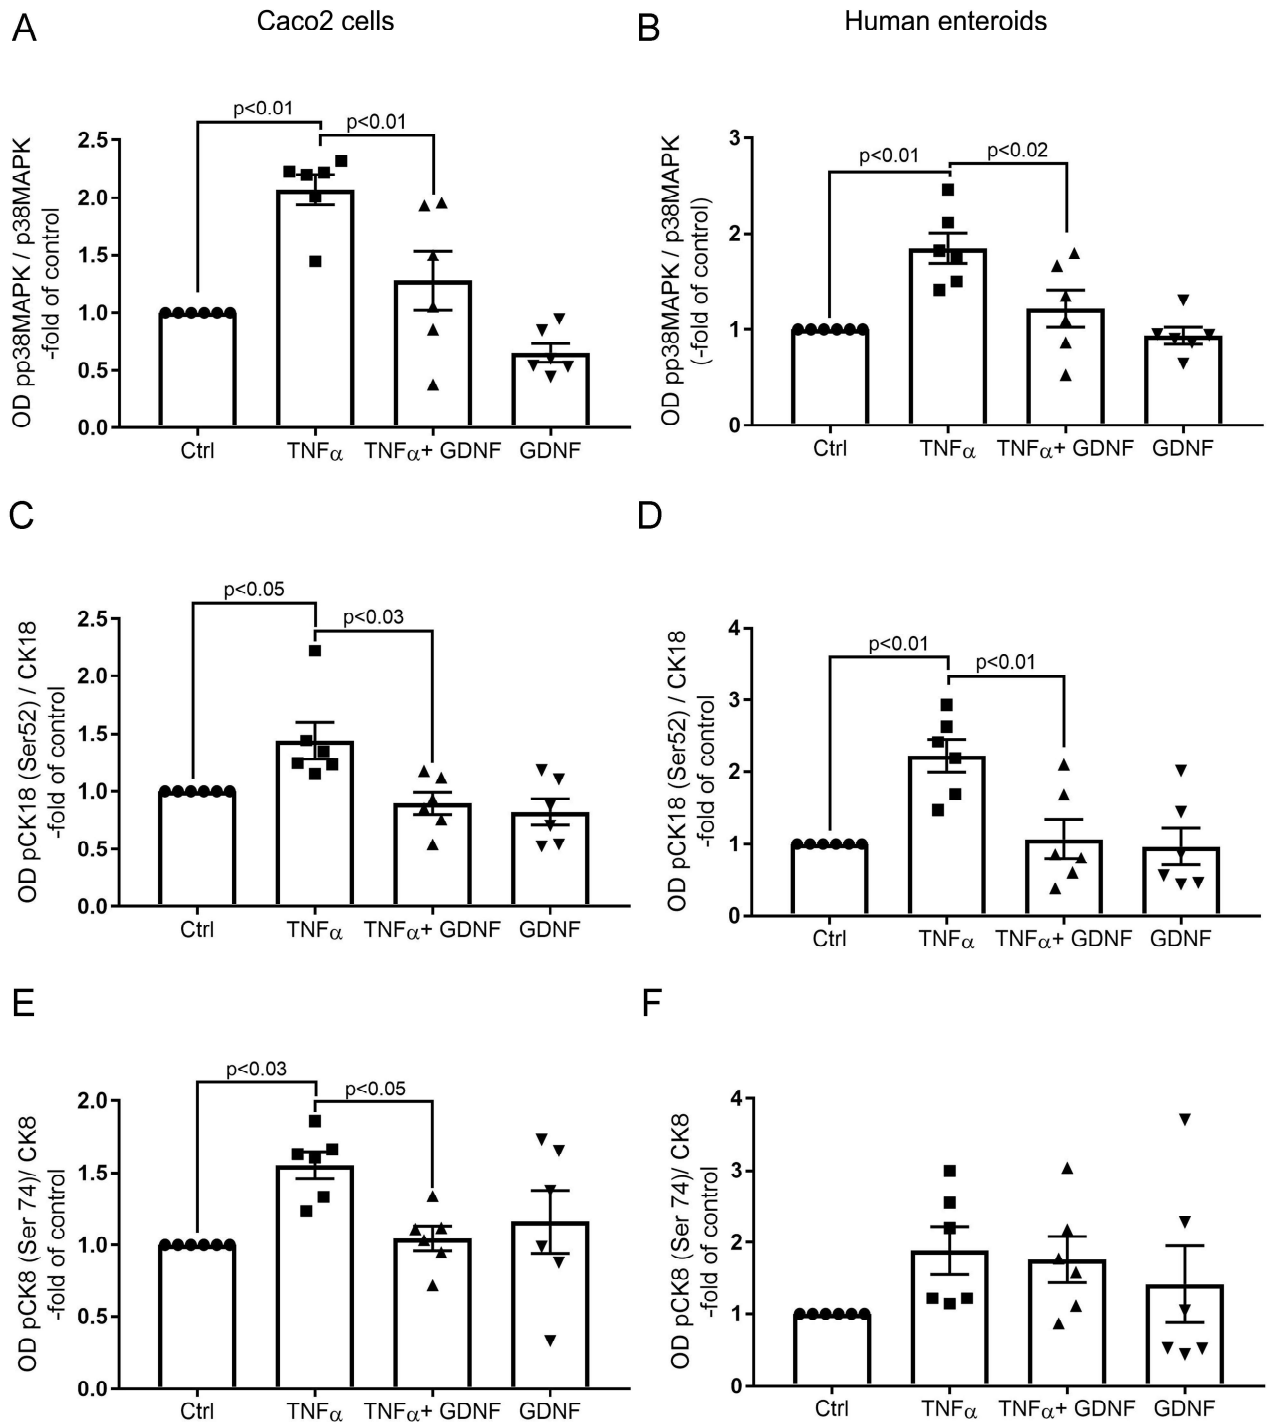 A
Caco2 cells
B
Human enteroids
OD pp38MAPK / p38MAPK
-fold of control
2.5
2.0
1.5
1.0
0.5
0.0
p<0.01
p<0.01
Ctrl
TNFα
TNFα+ GDNF
GDNF
OD pp38MAPK / p38MAPK
(-fold of control)
3
2
1
0
p<0.01
p<0.02
Ctrl
TNFα
TNFα+ GDNF
GDNF
C
OD pCK18 (Ser52) / CK18
-fold of control
2.5
2.0
1.5
1.0
0.5
0.0
p<0.05
p<0.03
Ctrl
TNFα
TNFα+ GDNF
GDNF
D
OD pCK18 (Ser52) / CK18
-fold of control
4
3
2
1
0
p<0.01
p<0.01
Ctrl
TNFα
TNFα+ GDNF
GDNF
E
OD pCK8 (Ser 74)/ CK8
-fold of control
2.0
1.5
1.0
0.5
0.0
p<0.03
p<0.05
Ctrl
TNFα
TNFα+ GDNF
GDNF
F
OD pCK8 (Ser 74)/ CK8
-fold of control
4
3
2
1
0
Ctrl
TNFα
TNFα+ GDNF
GDNF